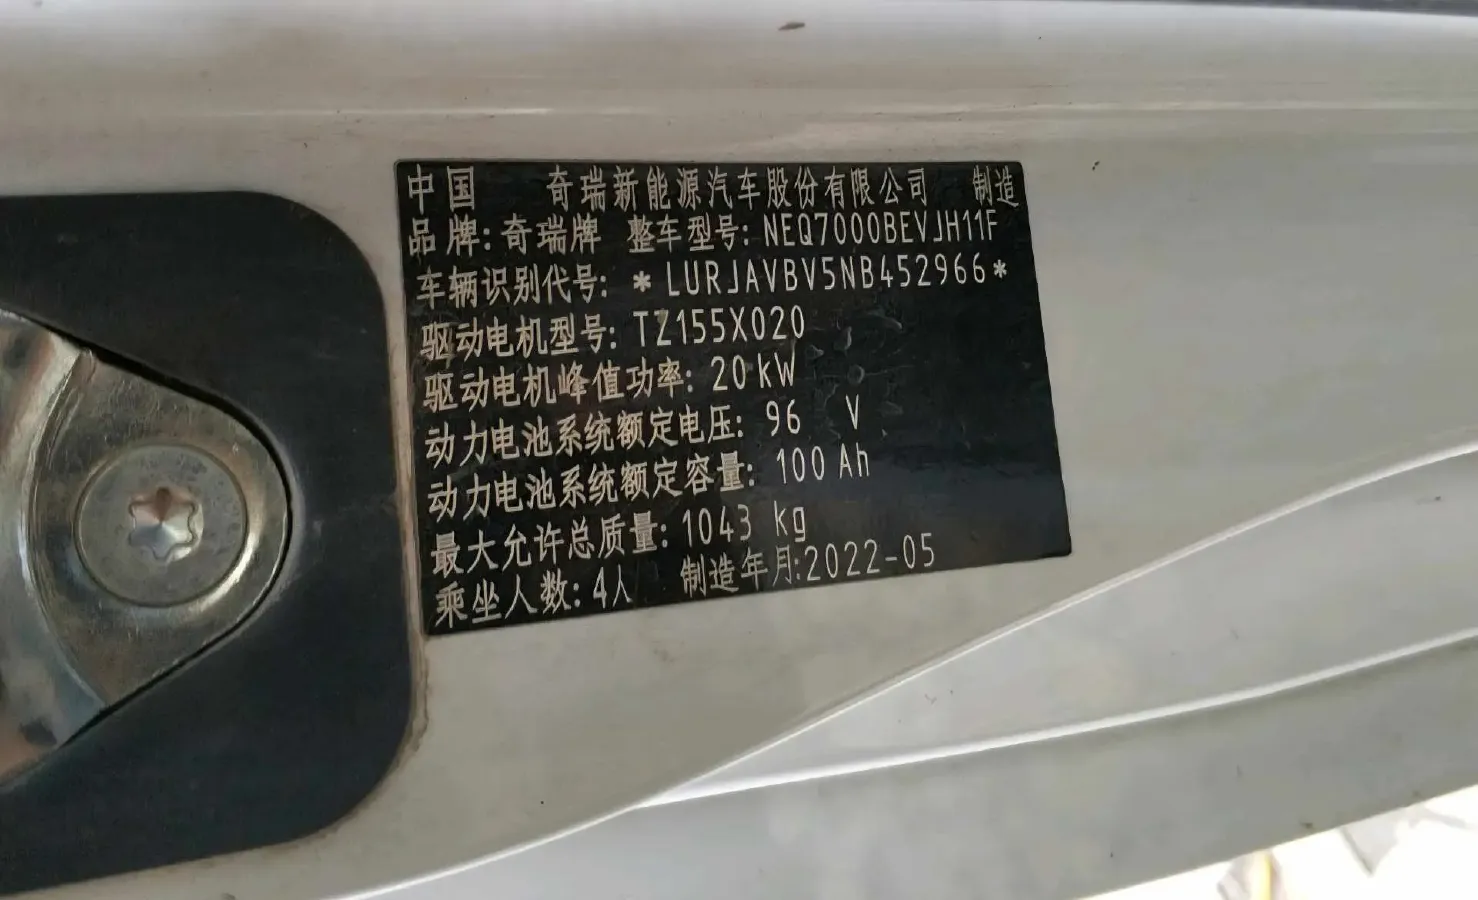 中国 奇瑞新能源汽车股份有限公司 制造
品牌: 奇瑞牌 整车型号: NEQ7000BEVJH11F
车辆识别代号: *LURJAVBV5NB452966*
驱动电机型号: TZ155X020
驱动电机峰值功率: 20 kW
动力电池系统额定电压: 96 V
动力电池系统额定容量: 100 Ah
最大允许总质量: 1043 kg
乘坐人数: 4人 制造年月:2022-05